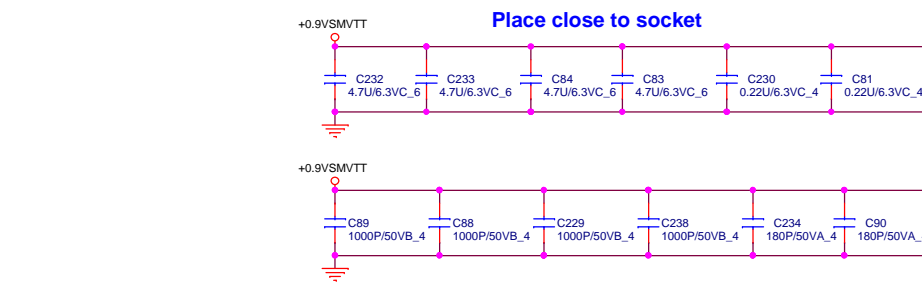 Place close to socket
+0.9VSMVTT
C232 C233 C84 C83 C230 C81
4.7U/6.3VC_6 4.7U/6.3VC_6 4.7U/6.3VC_6 4.7U/6.3VC_6 0.22U/6.3VC_4 0.22U/6.3VC_4
+0.9VSMVTT
C89 C88 C229 C238 C234 C90
1000P/50VB_4 1000P/50VB_4 1000P/50VB_4 1000P/50VB_4 180P/50VA_4 180P/50VA_